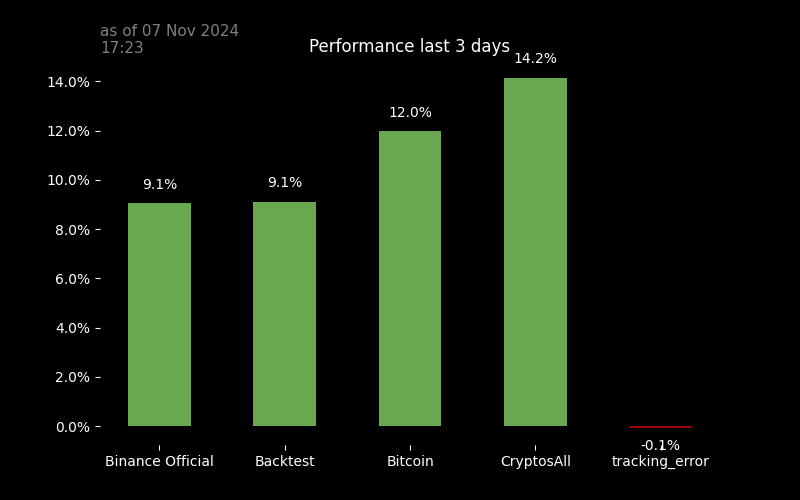 as of 07 Nov 2024
17:23
Performance last 3 days
14.2%
14.0%
12.0%
12.0%
10.0%
9.1%
9.1%
8.0%
6.0%
4.0%
2.0%
0.0%
-0.1%
Binance Official
Backtest
Bitcoin
CryptosAll
tracking_error